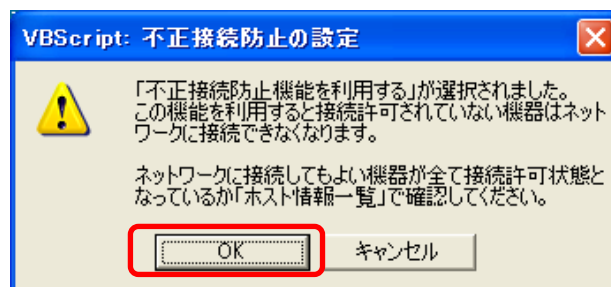 VBScript: 不正接続防止の設定
「不正接続防止機能を利用する」が選択されました。
この機能を利用すると接続許可されていない機器はネット
ワークに接続できなくなります。
ネットワークに接続してもよい機器が全て接続許可状態と
なっているか「ホスト情報一覧」で確認してください。
OK
キャンセル